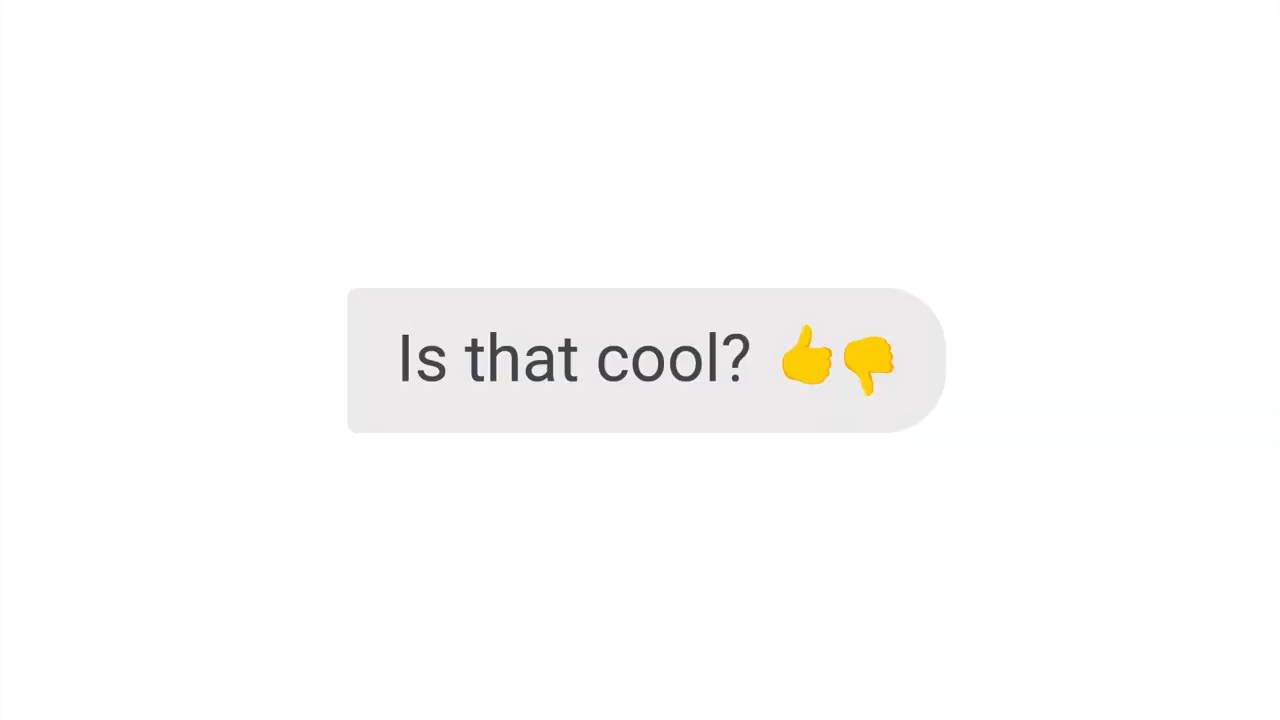 Is that cool? 👍👎